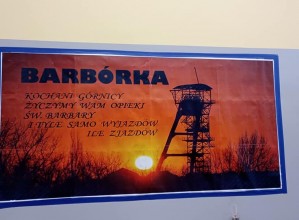 BARBÓRKA
KOCHANI GÓRNICY
ŻYCZYMY WAM OPIEKI
ŚW. BARBARY
I TYLE SAMO WYJAZDÓW
ILE ZJAZDÓW